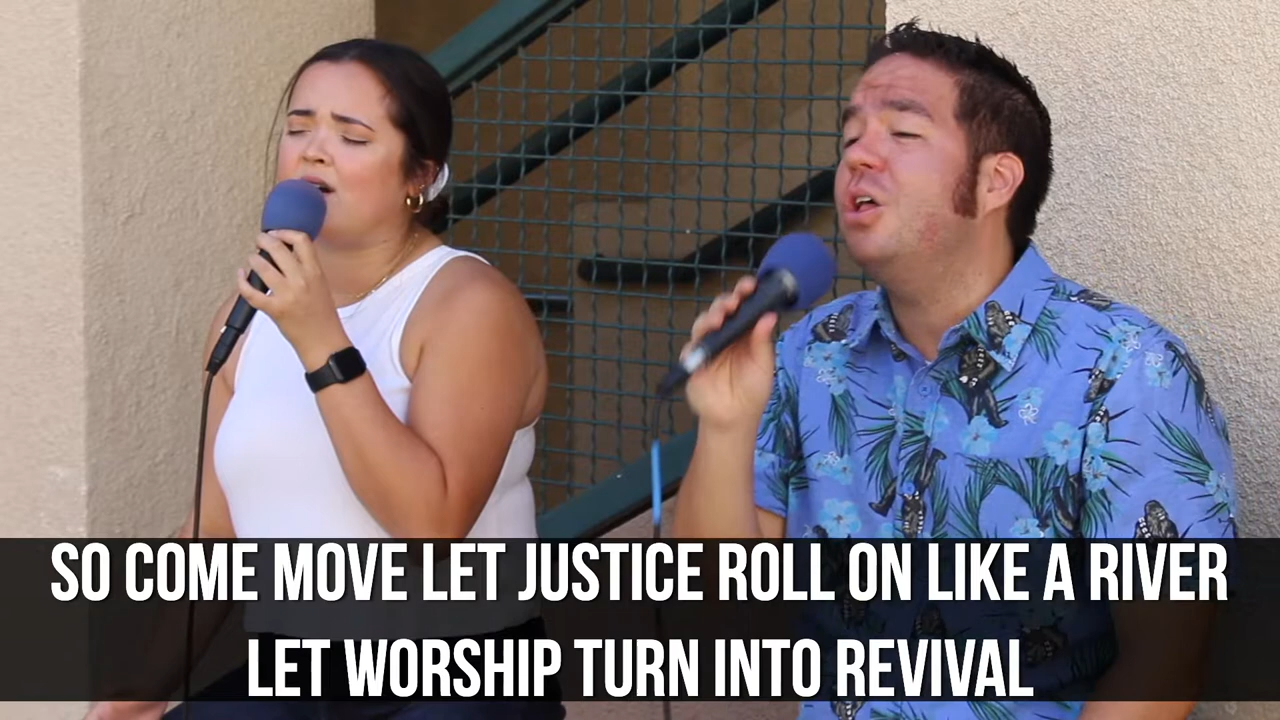 SO COME MOVE LET JUSTICE ROLL ON LIKE A RIVER
LET WORSHIP TURN INTO REVIVAL